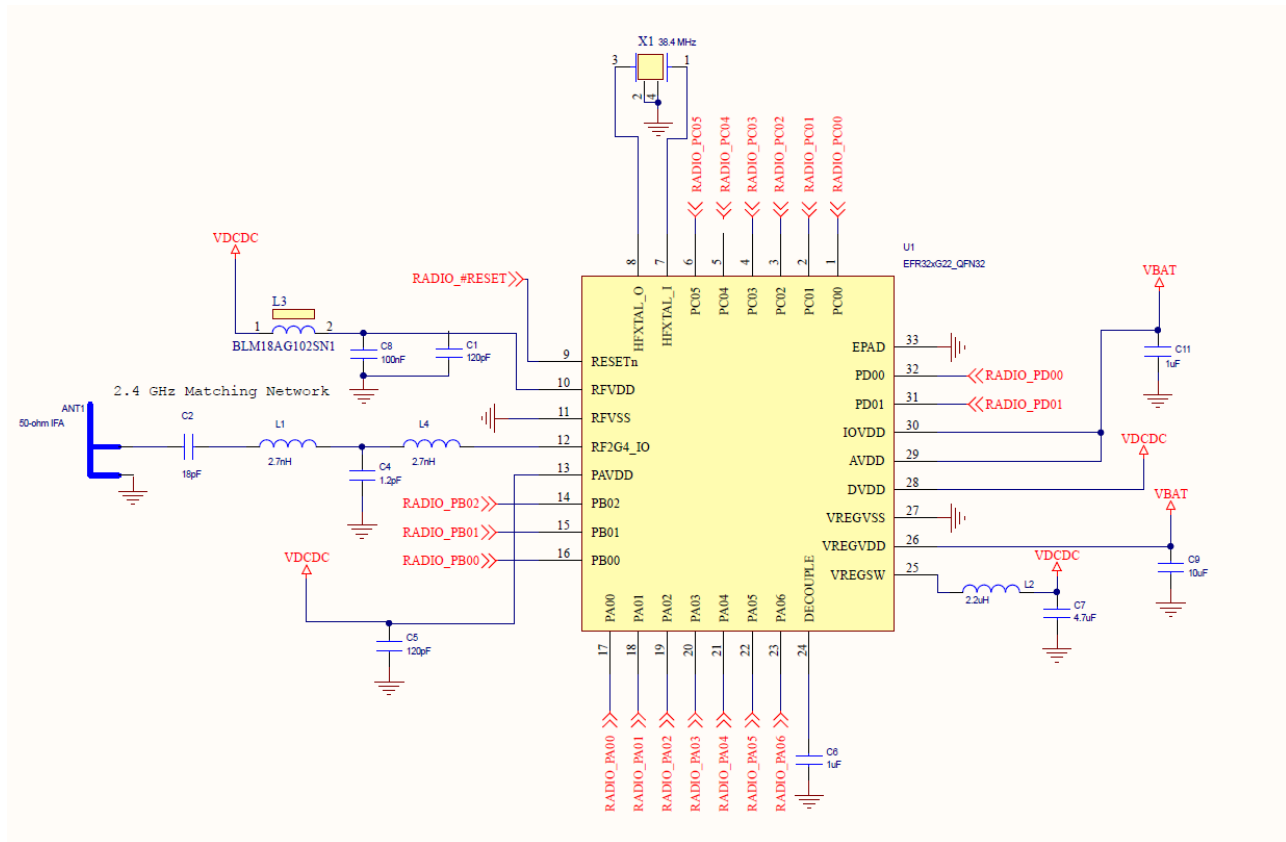 X1 38.4 MHz
3
1
2
4
RADIO_PC05
RADIO_PC04
RADIO_PC03
RADIO_PC02
RADIO_PC01
RADIO_PC00
8
7
6
5
4
3
2
1
U1
EFR32xG22_QFN32
HFXTAL_O
HFXTAL_I
PC05
PC04
PC03
PC02
PC01
PC00
VDCDC
RADIO_#RESET
L3
1
2
BLM18AG102SN1
C8
100nF
C1
120pF
9
RESETn
10
RFVDD
2.4 GHz Matching Network
ANT1
50-ohm IFA
C2
18pF
L1
2.7nH
C4
1.2pF
L4
2.7nH
11
RFVSS
12
RF2G4_IO
13
PAVDD
RADIO_PB02
14
PB02
RADIO_PB01
15
PB01
RADIO_PB00
16
PB00
VDCDC
C5
120pF
EPAD
33
PD00
32
RADIO_PD00
PD01
31
RADIO_PD01
IOVDD
30
AVDD
29
DVDD
28
VREGVSS
27
VREGVDD
26
VREGSW
25
VBAT
C11
1uF
VDCDC
VBAT
C9
10uF
VDCDC
L2
2.2uH
C7
4.7uF
PA00
PA01
PA02
PA03
PA04
PA05
PA06
DECOUPLE
17
18
19
20
21
22
23
24
RADIO_PA00
RADIO_PA01
RADIO_PA02
RADIO_PA03
RADIO_PA04
RADIO_PA05
RADIO_PA06
C6
1uF